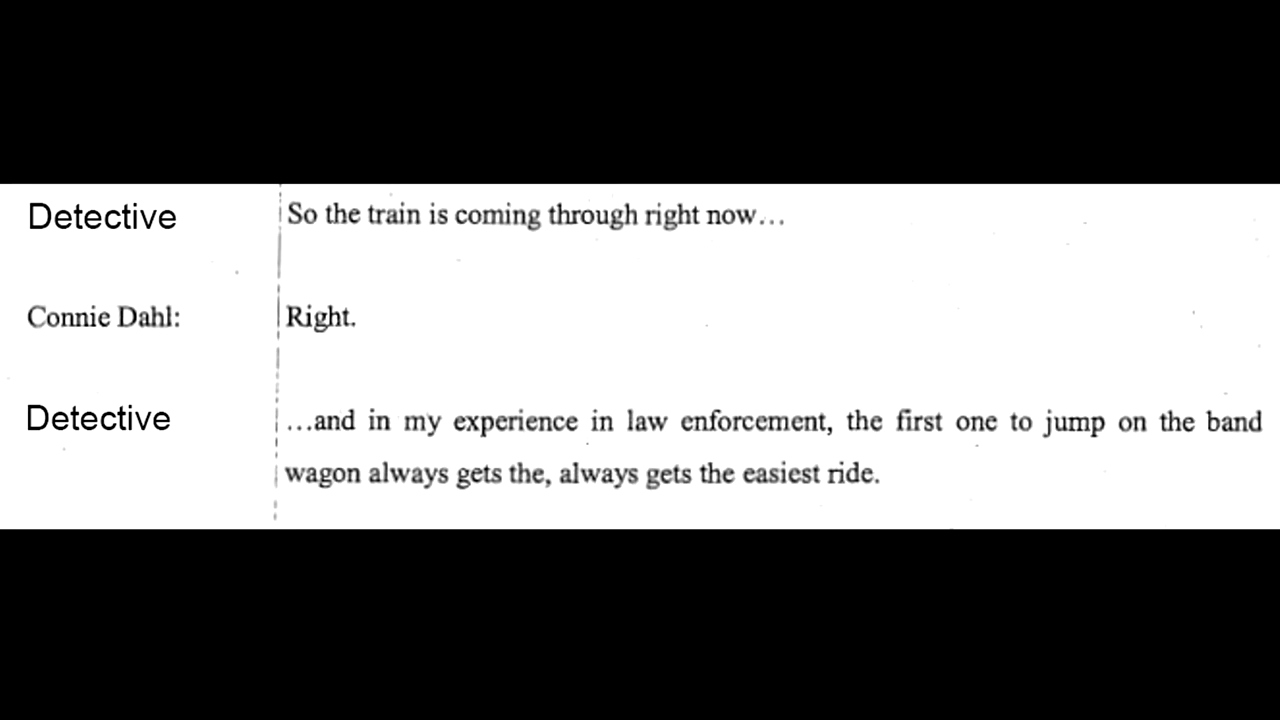 Detective So the train is coming through right now...
Connie Dahl: Right.
Detective ...and in my experience in law enforcement, the first one to jump on the band
wagon always gets the, always gets the easiest ride.